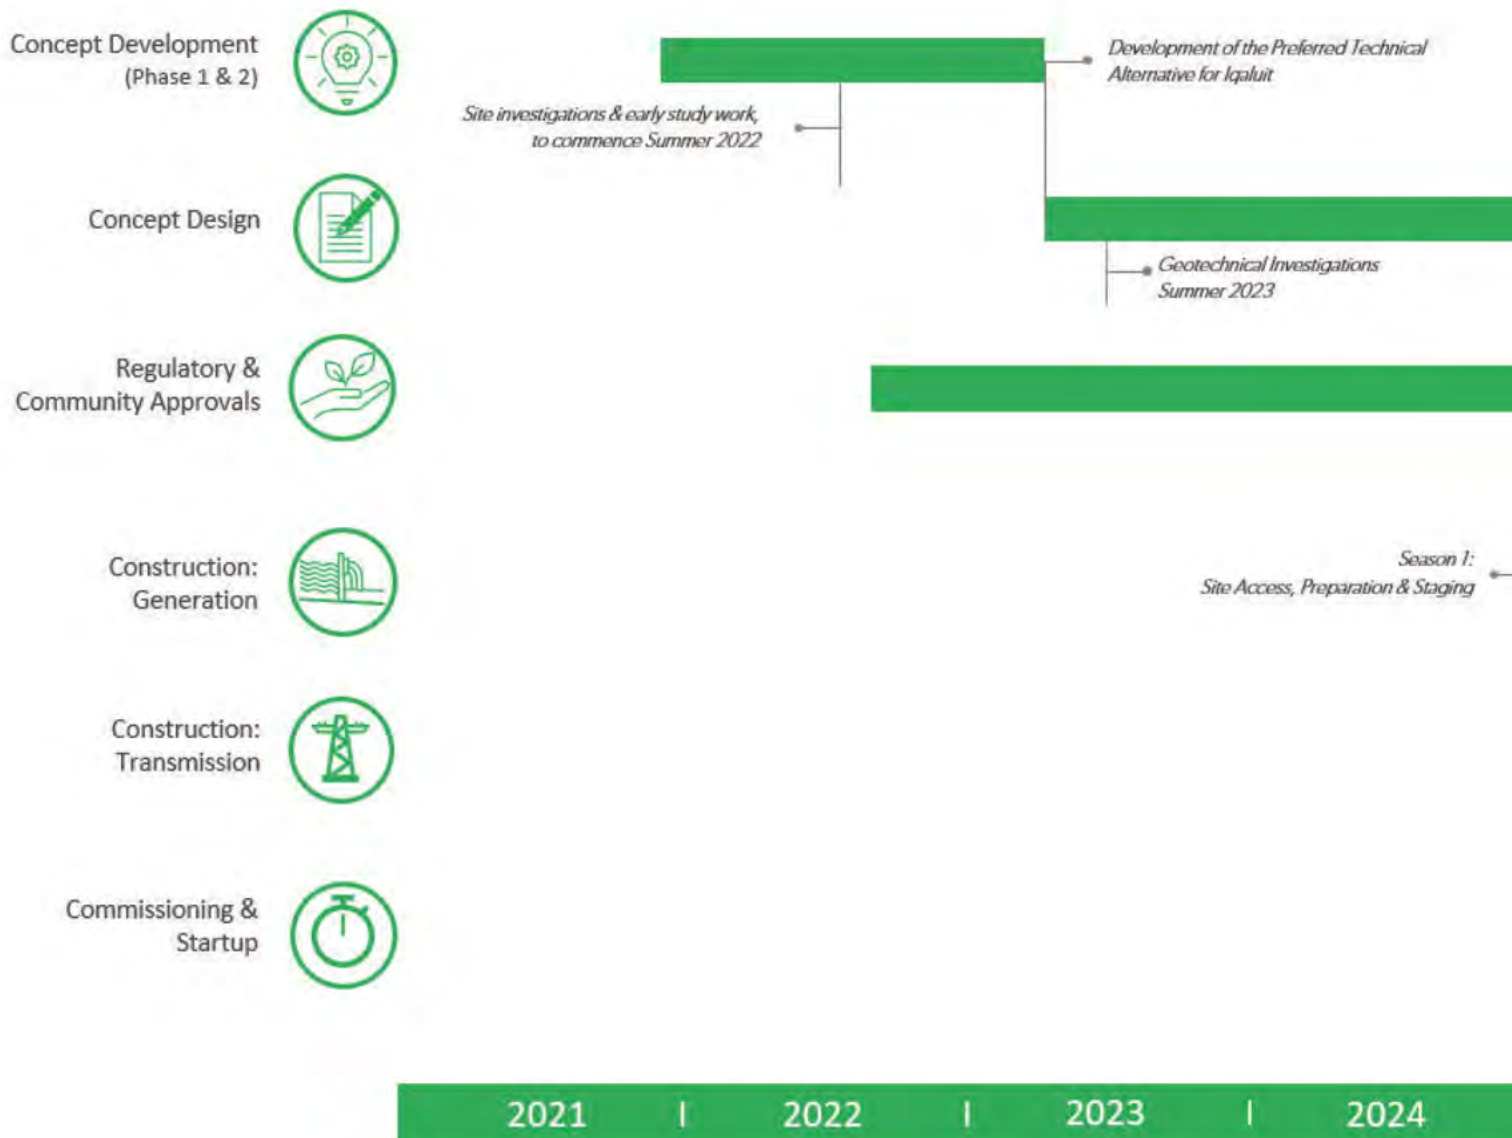 Concept Development
(Phase 1 & 2)
Development of the Preferred Technical
Alternative for Iqaluit
Site investigations & early study work,
to commence Summer 2022
Concept Design
Geotechnical Investigations
Summer 2023
Regulatory &
Community Approvals
Construction:
Generation
Season 1:
Site Access, Preparation & Staging
Construction:
Transmission
Commissioning &
Startup
2021 | 2022 | 2023 | 2024